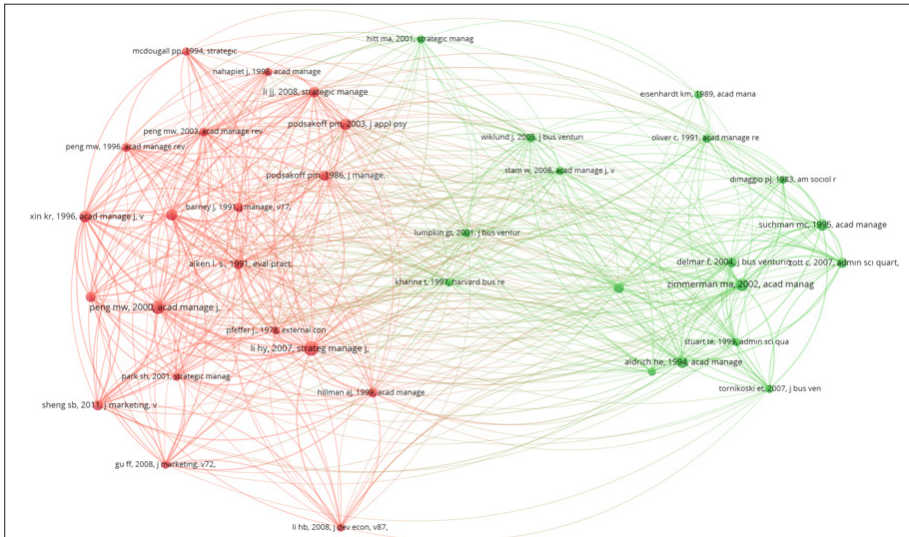 hitt ma, 2001, strategic manag
mcdougall pp, 1994, strategic
nahapiet j, 1998, acad manage
li jj, 2008, strategic manage
eisenhardt km, 1989, acad mana
podsakoff pm, 2003, j appl psy
peng mw, 2003, acad manage rev
wiklund j, 2005, j bus venturi
oliver c, 1991, acad manage re
peng mw, 1996, acad manage rev
stam w, 2008, acad manage j, v
podsakoff pm, 1986, j manage,
dimaggio pj, 1983, am sociol r
barney j, 1991, j manage, v17,
xin kr, 1996, acad manage j, v
suchman mc, 1995, acad manage
lumpkin gt, 2001, j bus ventur
aiken l. s., 1991, eval pract,
delmar f, 2004, j bus venturin
zott c, 2007, admin sci quart,
khanna t, 1997, harvard bus re
zimmerman ma, 2002, acad manag
peng mw, 2000, acad manage j,
pfeffer j., 1978, external con
stuart te, 1999, admin sci qua
li hy, 2007, strateg manage j,
aldrich he, 1994, acad manage
park sh, 2001, strategic manag
tornikoski et, 2007, j bus ven
hillman aj, 1999, acad manage
sheng sb, 2011, j marketing, v
gu ff, 2008, j marketing, v72,
li hb, 2008, j dev econ, v87,